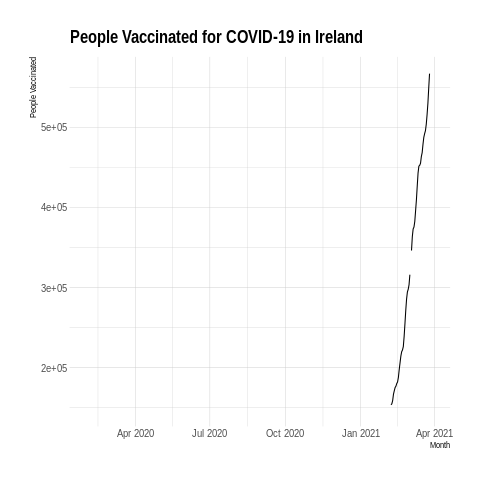 People Vaccinated for COVID-19 in Ireland
People Vaccinated
5e+05
4e+05
3e+05
2e+05
Apr 2020 Jul 2020 Oct 2020 Jan 2021 Apr 2021
Month